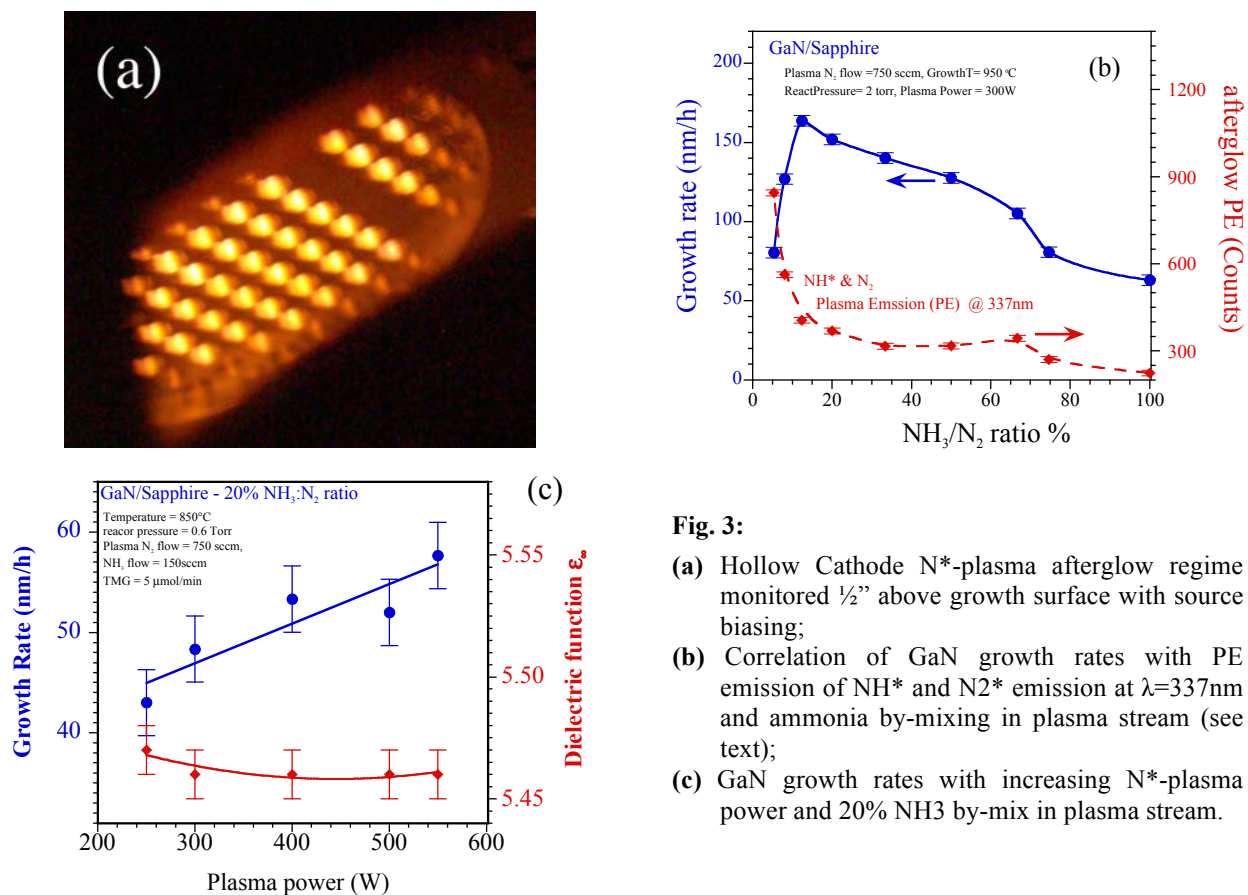 (a)
GaN/Sapphire
Plasma N₂ flow =750 sccm, GrowthT= 950 °C
ReactPressure= 2 torr, Plasma Power = 300W
(b)
Growth rate (nm/h)
200
150
100
50
0
1200
900
600
300
afterglow PE (Counts)
NH* & N₂
Plasma Emssion (PE) @ 337nm
0 20 40 60 80 100
NH₃/N₂ ratio %
GaN/Sapphire - 20% NH₃:N₂ ratio
(c)
Temperature = 850°C
reacor pressure = 0.6 Torr
Plasma N₂ flow = 750 sccm,
NH₃ flow = 150sccm
TMG = 5 μmol/min
Growth Rate (nm/h)
60
50
40
5.55
5.50
5.45
Dielectric function ε∞
200 300 400 500 600
Plasma power (W)
Fig. 3:
(a) Hollow Cathode N*-plasma afterglow regime
monitored ½” above growth surface with source
biasing;
(b) Correlation of GaN growth rates with PE
emission of NH* and N2* emission at λ=337nm
and ammonia by-mixing in plasma stream (see
text);
(c) GaN growth rates with increasing N*-plasma
power and 20% NH3 by-mix in plasma stream.